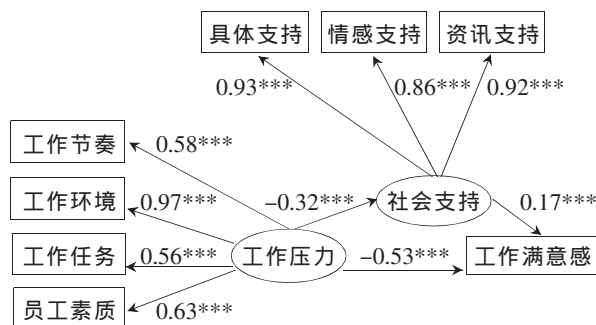 具体支持 情感支持 资讯支持
0.93*** 0.86*** 0.92***
工作节奏 0.58***
工作环境 0.97*** −0.32*** 社会支持 0.17***
工作任务 0.56*** 工作压力 −0.53*** 工作满意感
员工素质 0.63***